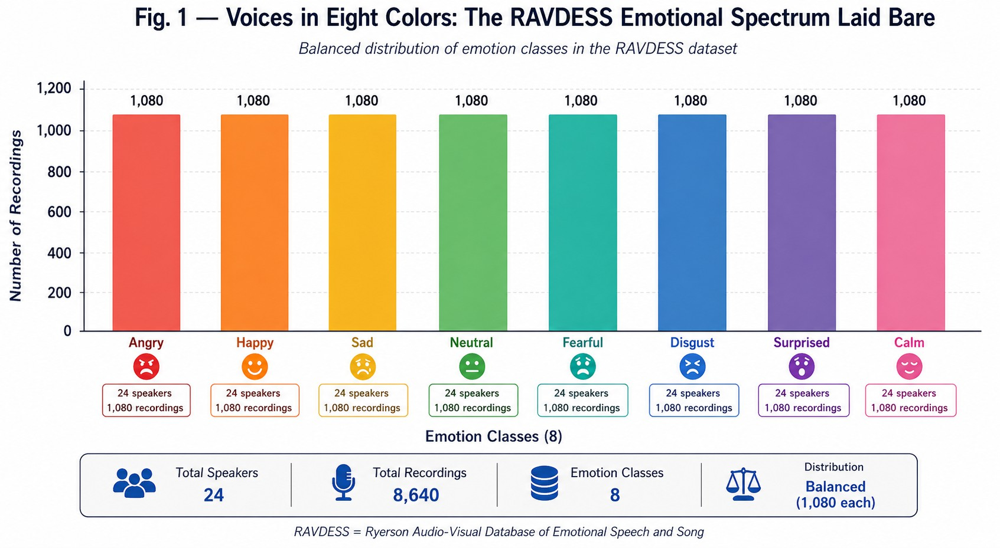 Fig. 1 — Voices in Eight Colors: The RAVDESS Emotional Spectrum Laid Bare
Balanced distribution of emotion classes in the RAVDESS dataset
Number of Recordings
1,200
1,000
800
600
400
200
0
1,080 1,080 1,080 1,080 1,080 1,080 1,080 1,080
Angry Happy Sad Neutral Fearful Disgust Surprised Calm
24 speakers 24 speakers 24 speakers 24 speakers 24 speakers 24 speakers 24 speakers 24 speakers
1,080 recordings 1,080 recordings 1,080 recordings 1,080 recordings 1,080 recordings 1,080 recordings 1,080 recordings 1,080 recordings
Emotion Classes (8)
Total Speakers
24
Total Recordings
8,640
Emotion Classes
8
Distribution
Balanced
(1,080 each)
RAVDESS = Ryerson Audio-Visual Database of Emotional Speech and Song